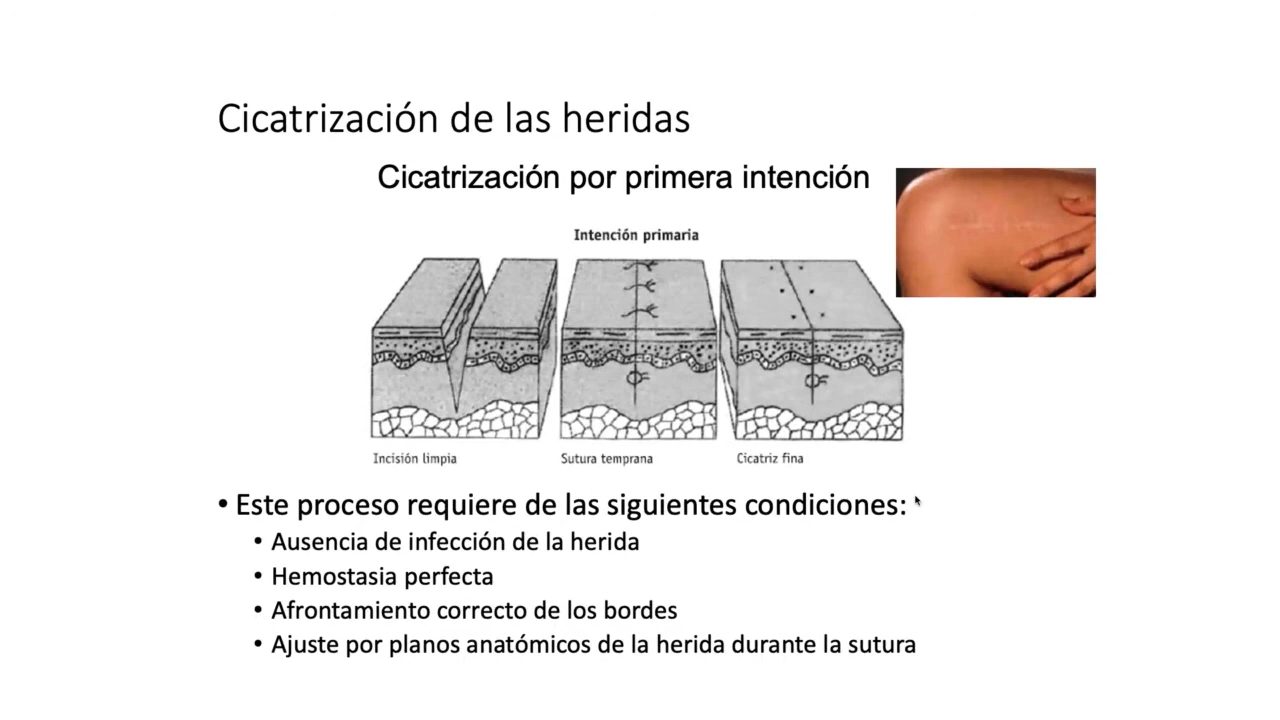 Cicatrización de las heridas
Cicatrización por primera intención
Intención primaria
Incisión limpia
Sutura temprana
Cicatriz fina
• Este proceso requiere de las siguientes condiciones:
• Ausencia de infección de la herida
• Hemostasia perfecta
• Afrontamiento correcto de los bordes
• Ajuste por planos anatómicos de la herida durante la sutura